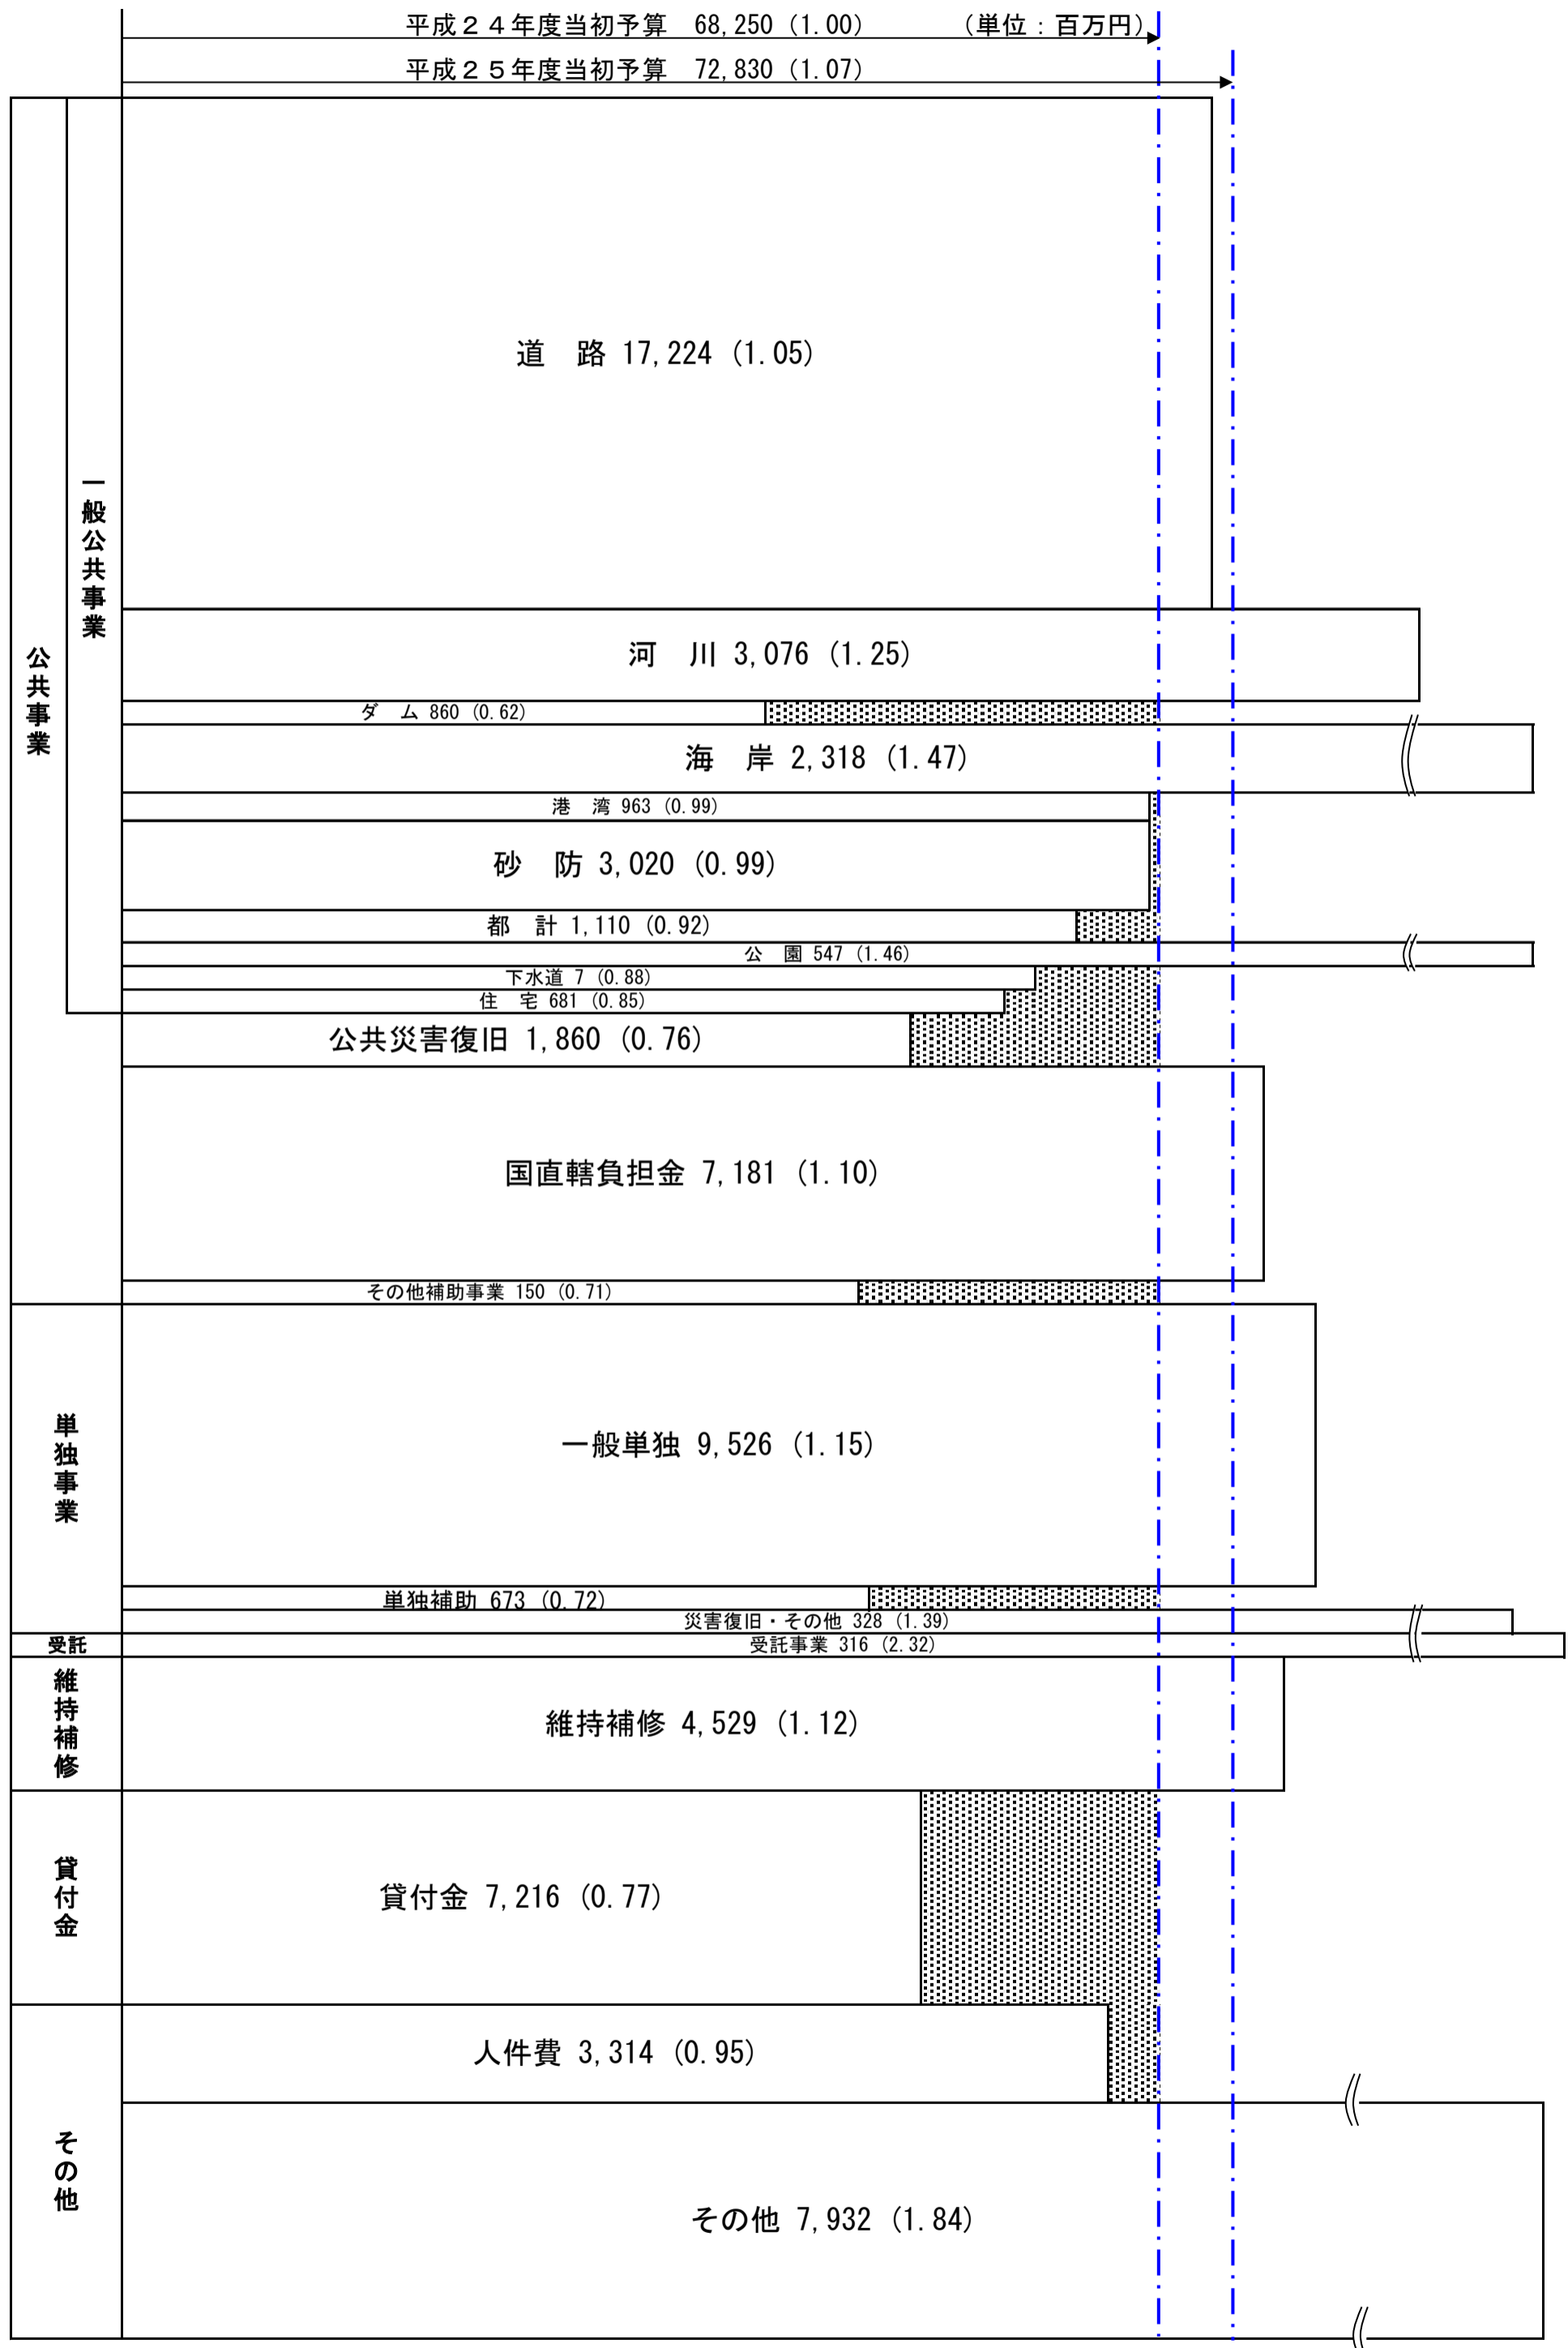 平成２４年度当初予算　68,250 (1.00)　　　　(単位：百万円)
平成２５年度当初予算　72,830 (1.07)
公共事業
一般公共事業
道　路 17,224 (1.05)
河　川 3,076 (1.25)
ダ　ム 860 (0.62)
海　岸 2,318 (1.47)
港　湾 963 (0.99)
砂　防 3,020 (0.99)
都　計 1,110 (0.92)
公　園 547 (1.46)
下水道 7 (0.88)
住　宅 681 (0.85)
公共災害復旧 1,860 (0.76)
国直轄負担金 7,181 (1.10)
その他補助事業 150 (0.71)
単独事業
一般単独 9,526 (1.15)
単独補助 673 (0.72)
災害復旧・その他 328 (1.39)
受託
受託事業 316 (2.32)
維持補修
維持補修 4,529 (1.12)
貸付金
貸付金 7,216 (0.77)
その他
人件費 3,314 (0.95)
その他 7,932 (1.84)